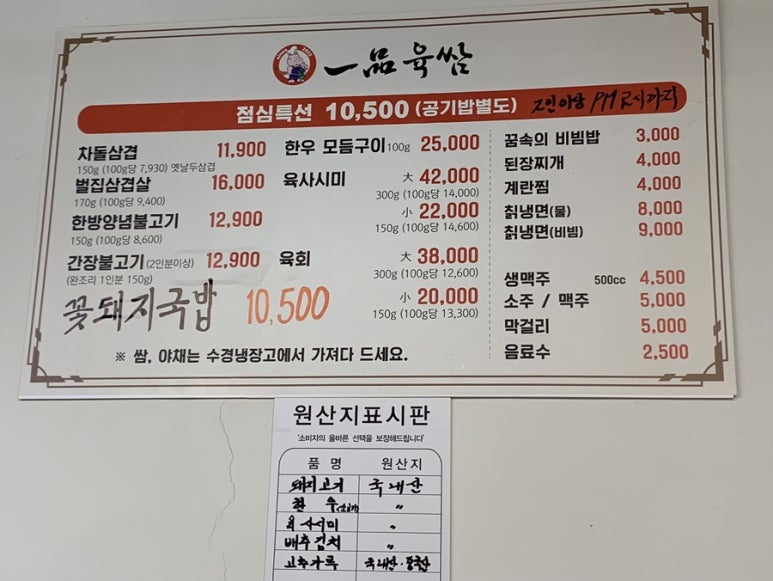 一品 육쌈
점심특선 10,500 (공기밥별도) 2인이상 PM 2시까지
차돌삼겹 11,900
150g (100g당 7,930) 옛날두삼겹
벌집삼겹살 16,000
170g (100g당 9,400)
한방양념불고기 12,900
150g (100g당 8,600)
간장불고기 (2인분이상) 12,900
(완조리 1인분 150g)
꽃돼지국밥 10,500
한우 모듬구이 100g 25,000
육사시미 大 42,000
300g (100g당 14,000)
小 22,000
150g (100g당 14,600)
육회 大 38,000
300g (100g당 12,600)
小 20,000
150g (100g당 13,300)
꿈속의 비빔밥 3,000
된장찌개 4,000
계란찜 4,000
칡냉면(물) 8,000
칡냉면(비빔) 9,000
생맥주 500cc 4,500
소주 / 맥주 5,000
막걸리 5,000
음료수 2,500
※ 쌈, 야채는 수경냉장고에서 가져다 드세요.
원산지표시판
'소비자의 올바른 선택을 보장해드립니다'
품 명 원산지
돼지고기 국내산
한 우 〃
육사시미 〃
배추김치 〃
고추가루 국내산·중국산